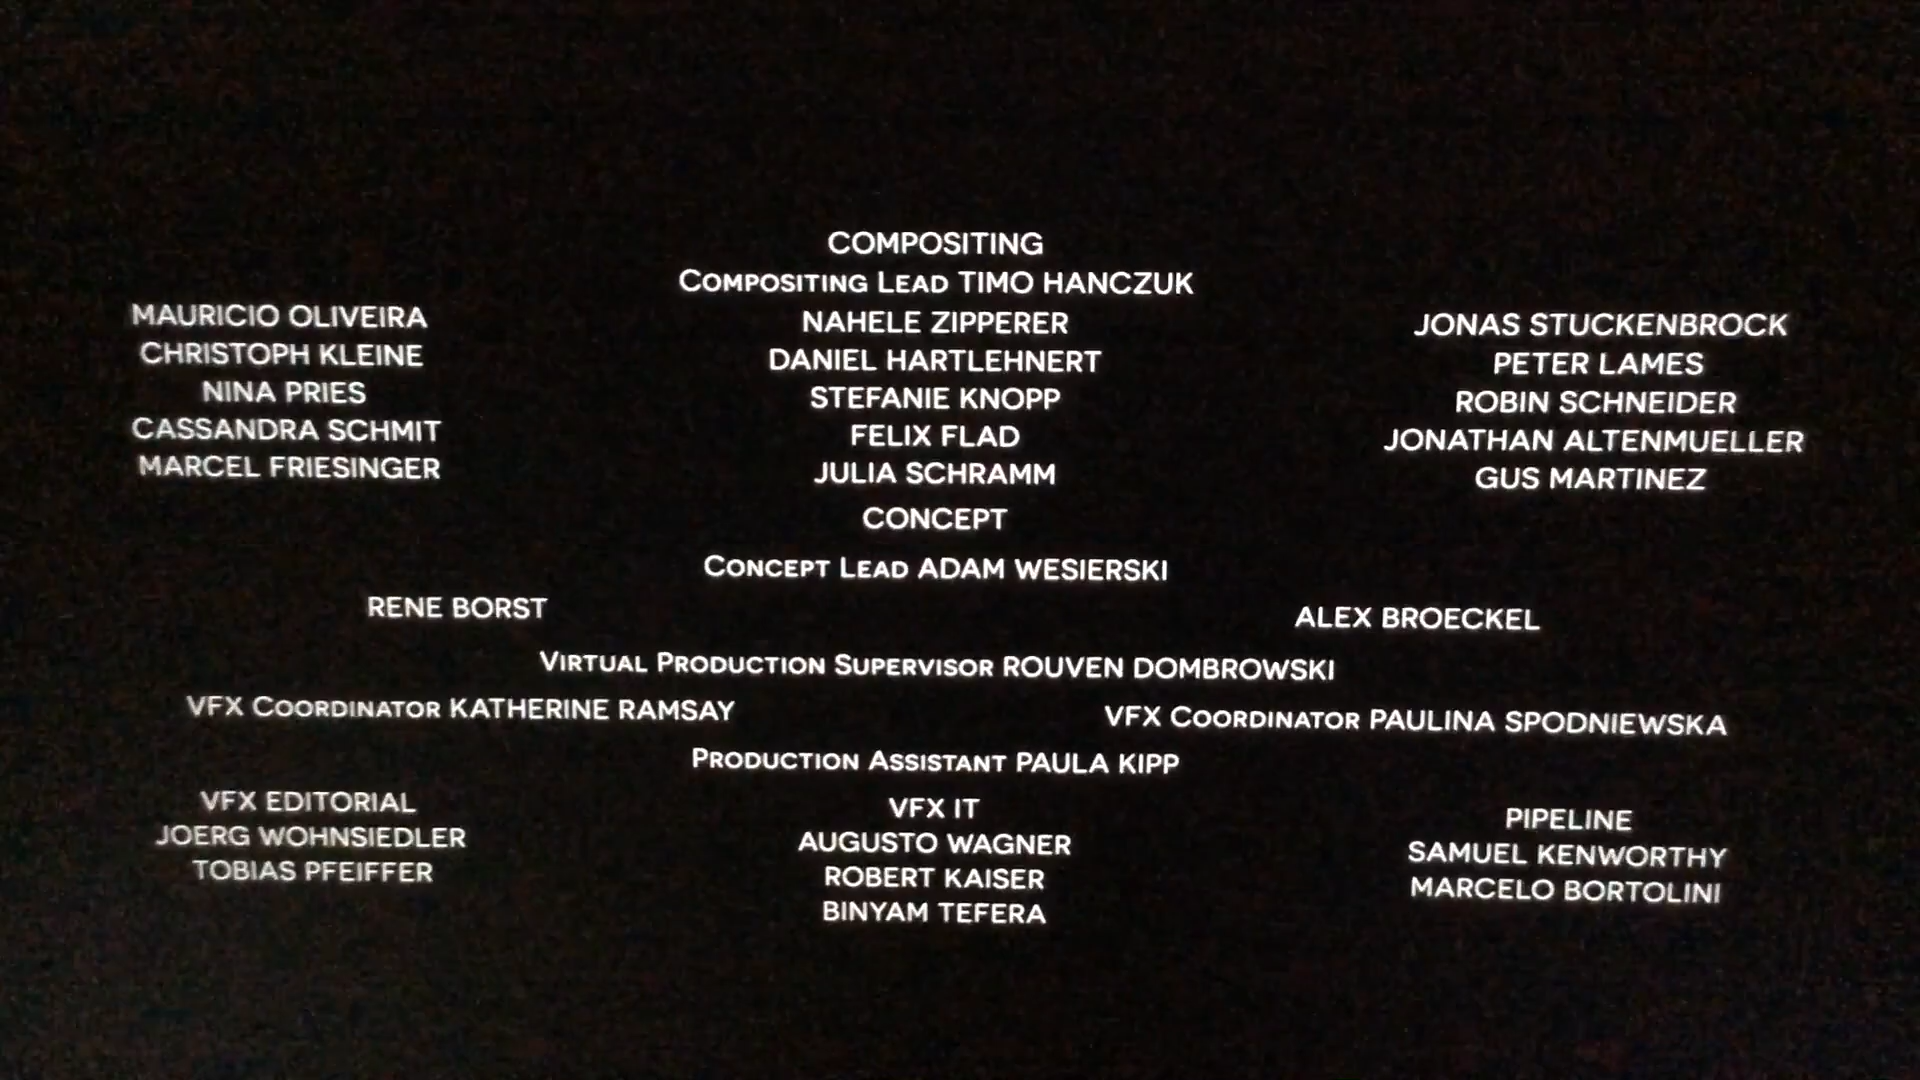 COMPOSITING
COMPOSITING LEAD TIMO HANCZUK
MAURICIO OLIVEIRA NAHELE ZIPPERER JONAS STUCKENBROCK
CHRISTOPH KLEINE DANIEL HARTLEHNERT PETER LAMES
NINA PRIES STEFANIE KNOPP ROBIN SCHNEIDER
CASSANDRA SCHMIT FELIX FLAD JONATHAN ALTENMUELLER
MARCEL FRIESINGER JULIA SCHRAMM GUS MARTINEZ
CONCEPT
CONCEPT LEAD ADAM WESIERSKI
RENE BORST ALEX BROECKEL
VIRTUAL PRODUCTION SUPERVISOR ROUVEN DOMBROWSKI
VFX COORDINATOR KATHERINE RAMSAY VFX COORDINATOR PAULINA SPODNIEWSKA
PRODUCTION ASSISTANT PAULA KIPP
VFX EDITORIAL VFX IT PIPELINE
JOERG WOHNSIEDLER AUGUSTO WAGNER SAMUEL KENWORTHY
TOBIAS PFEIFFER ROBERT KAISER MARCELO BORTOLINI
BINYAM TEFERA